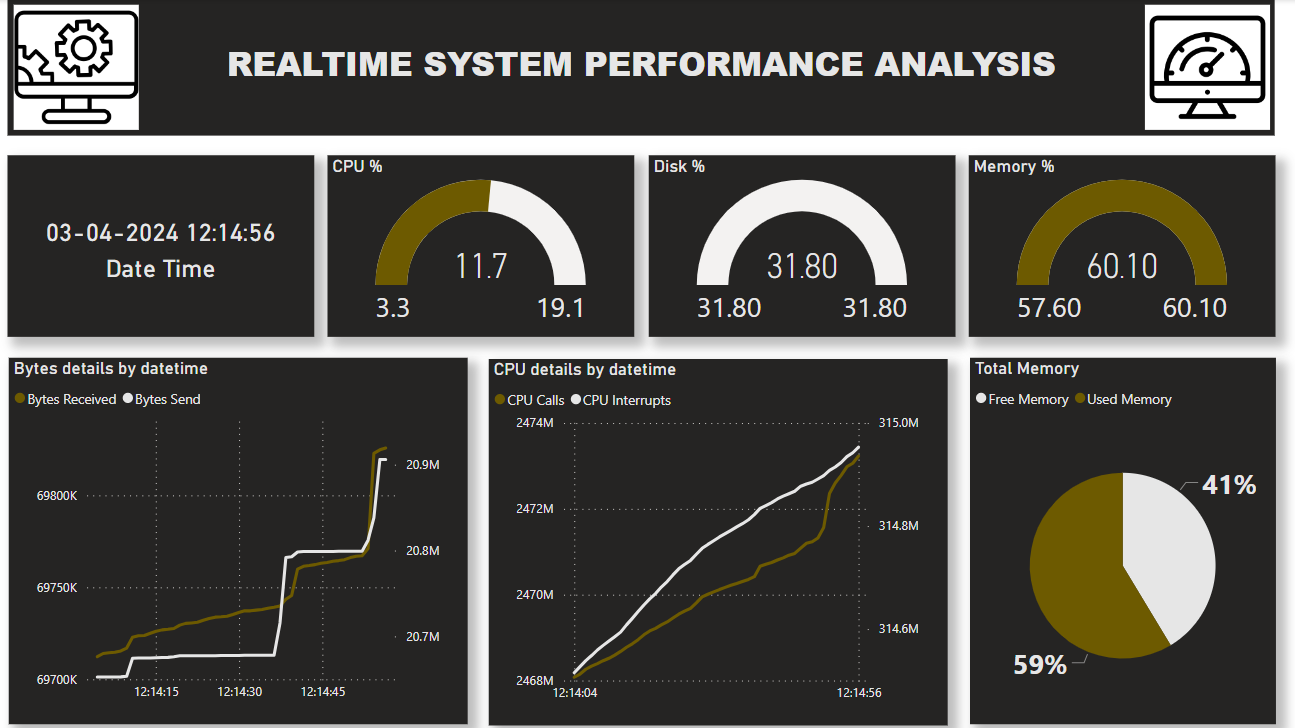 REALTIME SYSTEM PERFORMANCE ANALYSIS
03-04-2024 12:14:56
Date Time
CPU %
11.7
3.3
19.1
Disk %
31.80
31.80
31.80
Memory %
60.10
57.60
60.10
Bytes details by datetime
Bytes Received
Bytes Send
69800K
69750K
69700K
20.9M
20.8M
20.7M
12:14:15
12:14:30
12:14:45
CPU details by datetime
CPU Calls
CPU Interrupts
2474M
2472M
2470M
2468M
315.0M
314.8M
314.6M
12:14:04
12:14:56
Total Memory
Free Memory
Used Memory
41%
59%